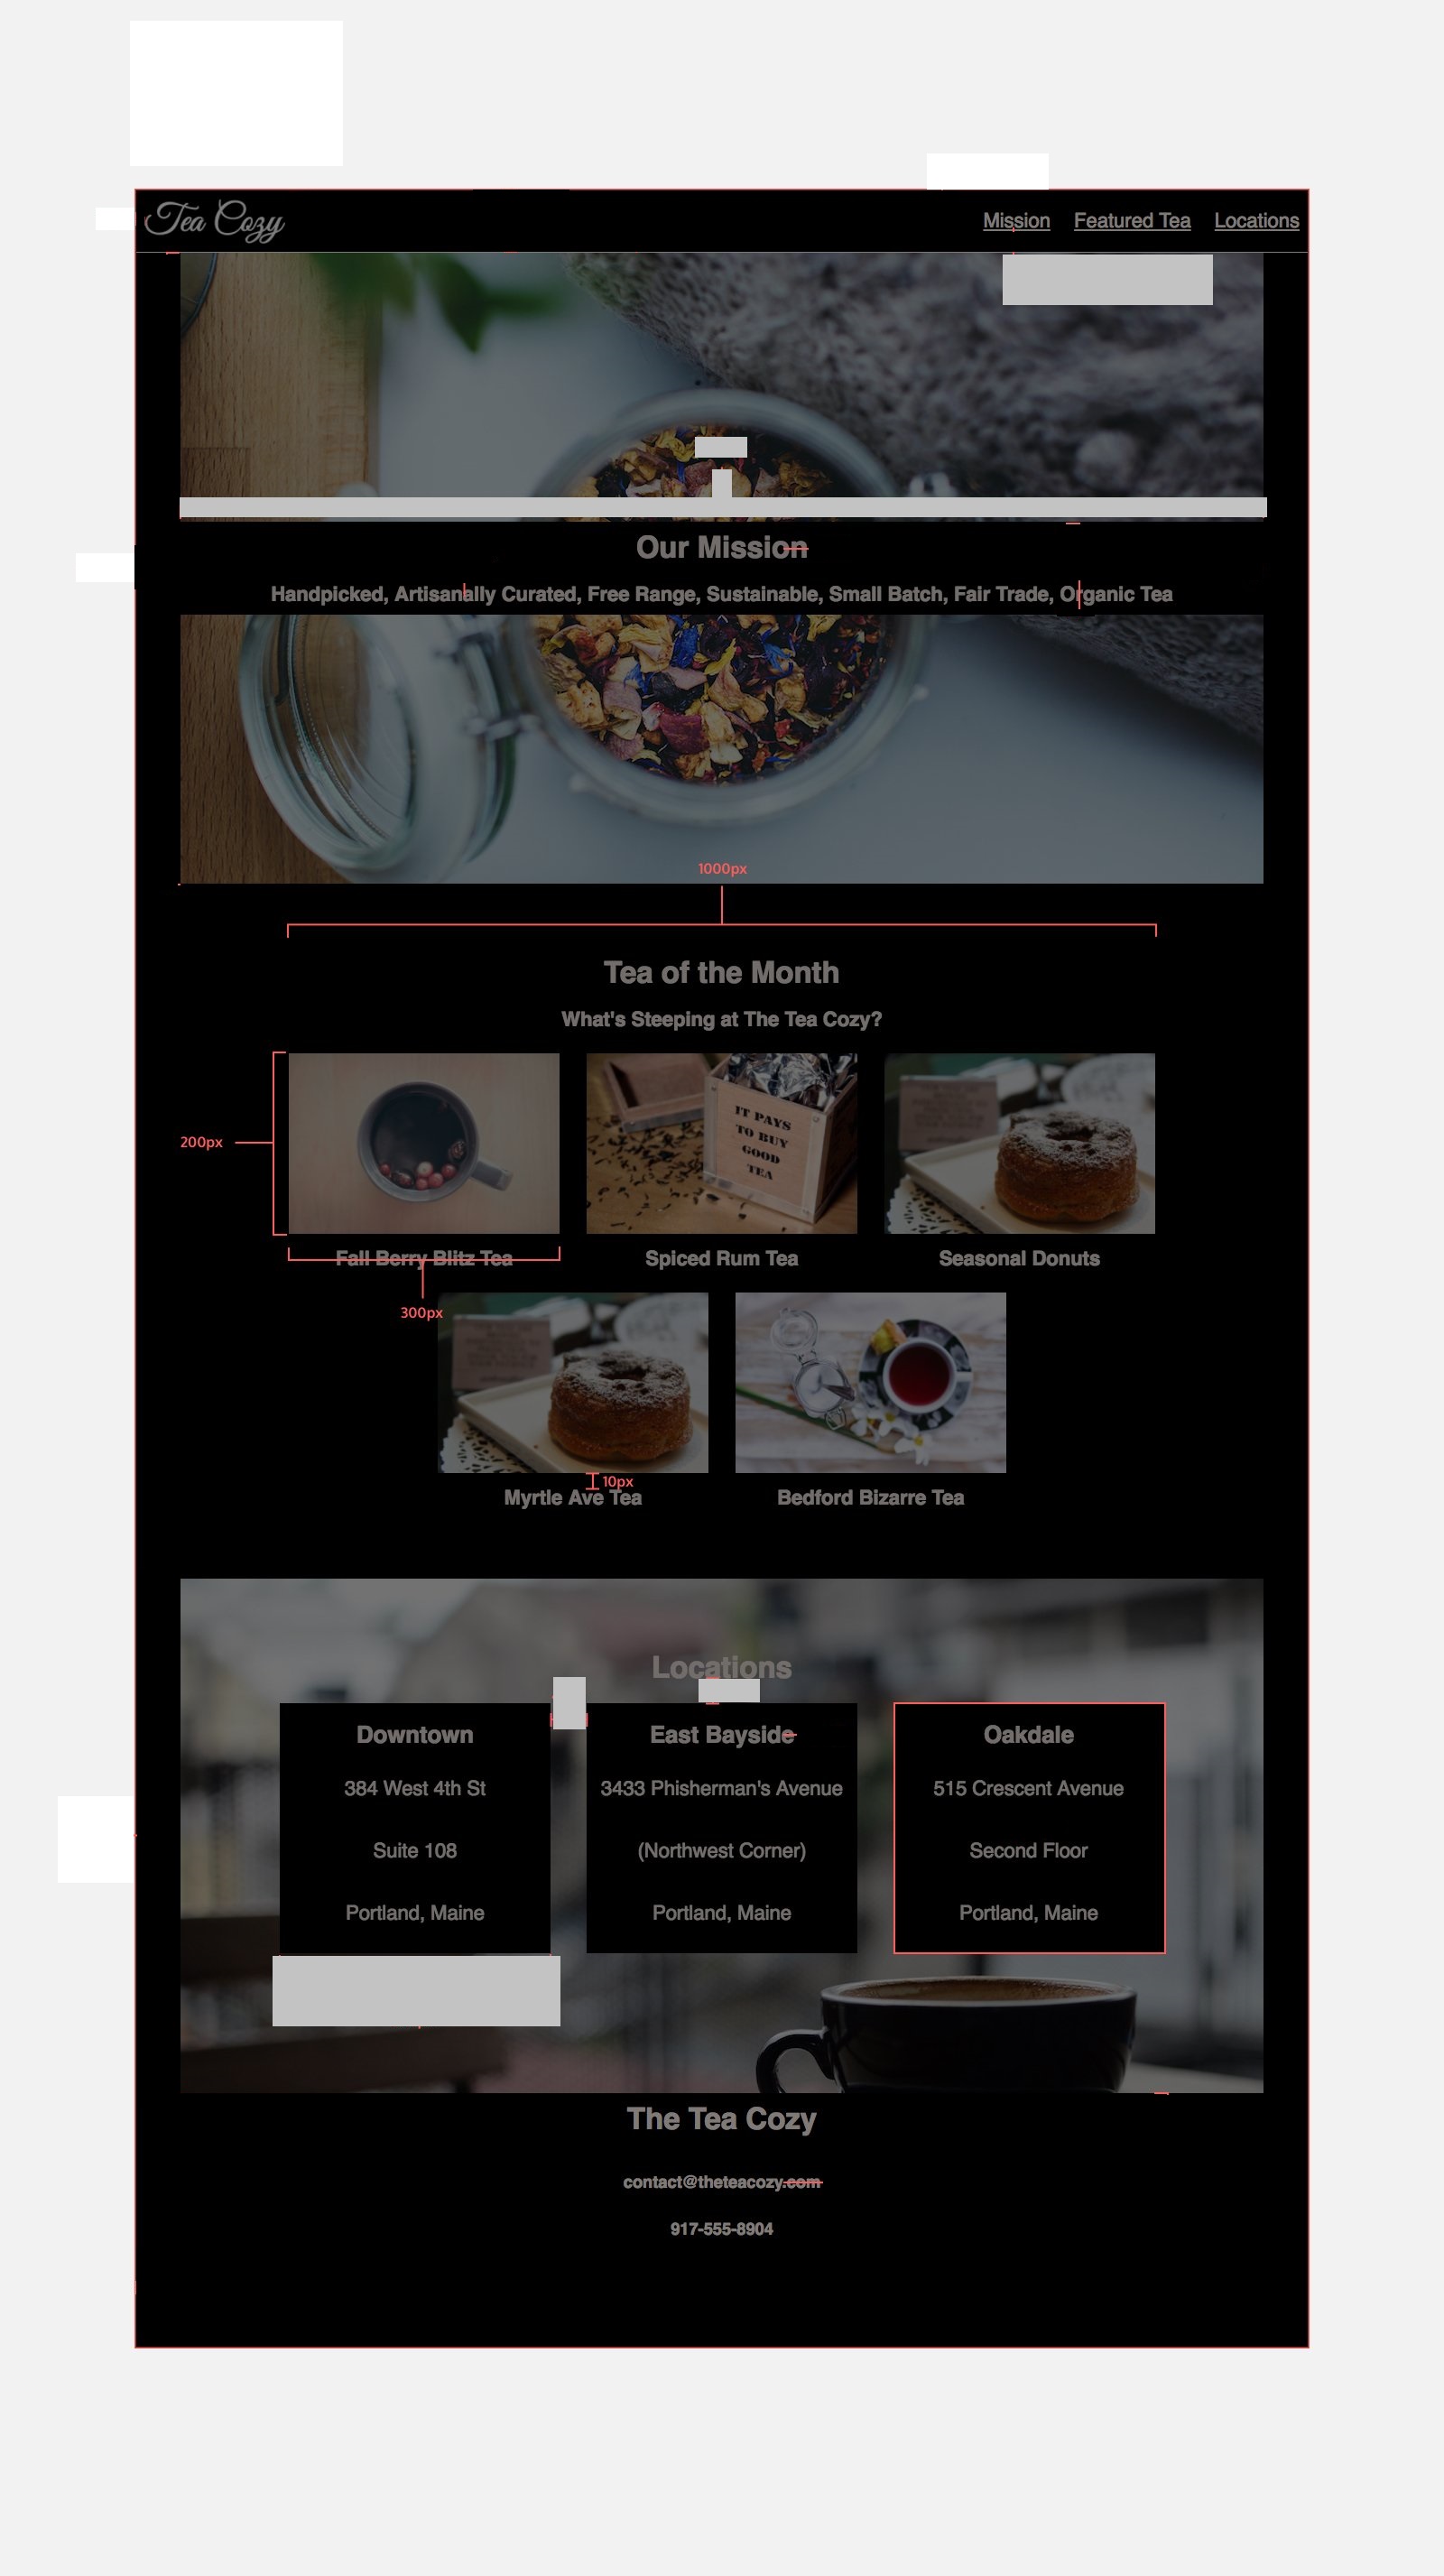 Tea Cozy
Mission Featured Tea Locations
Our Mission
Handpicked, Artisanally Curated, Free Range, Sustainable, Small Batch, Fair Trade, Organic Tea
1000px
Tea of the Month
What's Steeping at The Tea Cozy?
200px
IT PAYS
TO BUY
GOOD
TEA
Fall Berry Blitz Tea Spiced Rum Tea Seasonal Donuts
300px
10px
Myrtle Ave Tea Bedford Bizarre Tea
Locations
Downtown
384 West 4th St
Suite 108
Portland, Maine
East Bayside
3433 Phisherman's Avenue
(Northwest Corner)
Portland, Maine
Oakdale
515 Crescent Avenue
Second Floor
Portland, Maine
The Tea Cozy
contact@theteacozy.com
917-555-8904